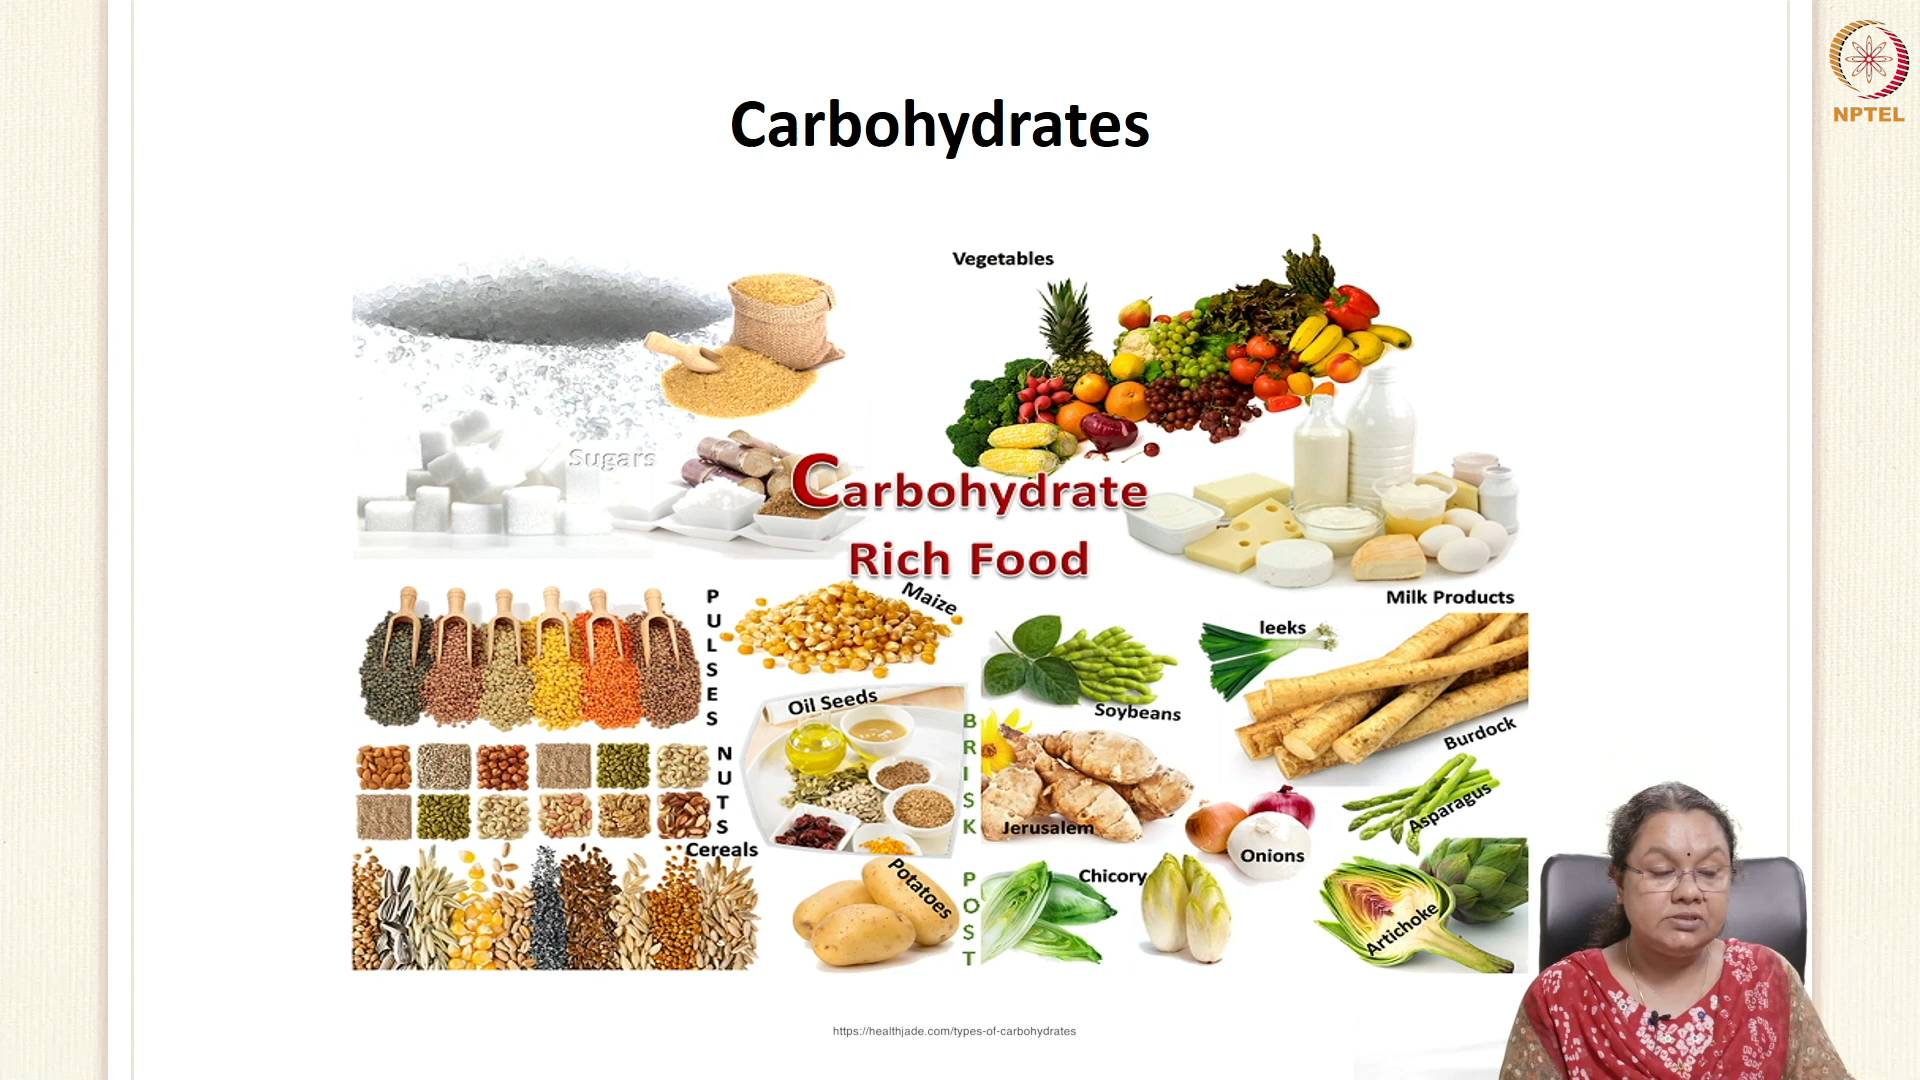 NPTEL
Carbohydrates
Vegetables
Sugars
Carbohydrate
Rich Food
Milk Products
PULSES
Maize
leeks
Soybeans
Burdock
Oil Seeds
NUTS
BRISK
POST
Jerusalem
Asparagus
Onions
Cereals
Potatoes
Chicory
Artichoke
https://healthjade.com/types-of-carbohydrates